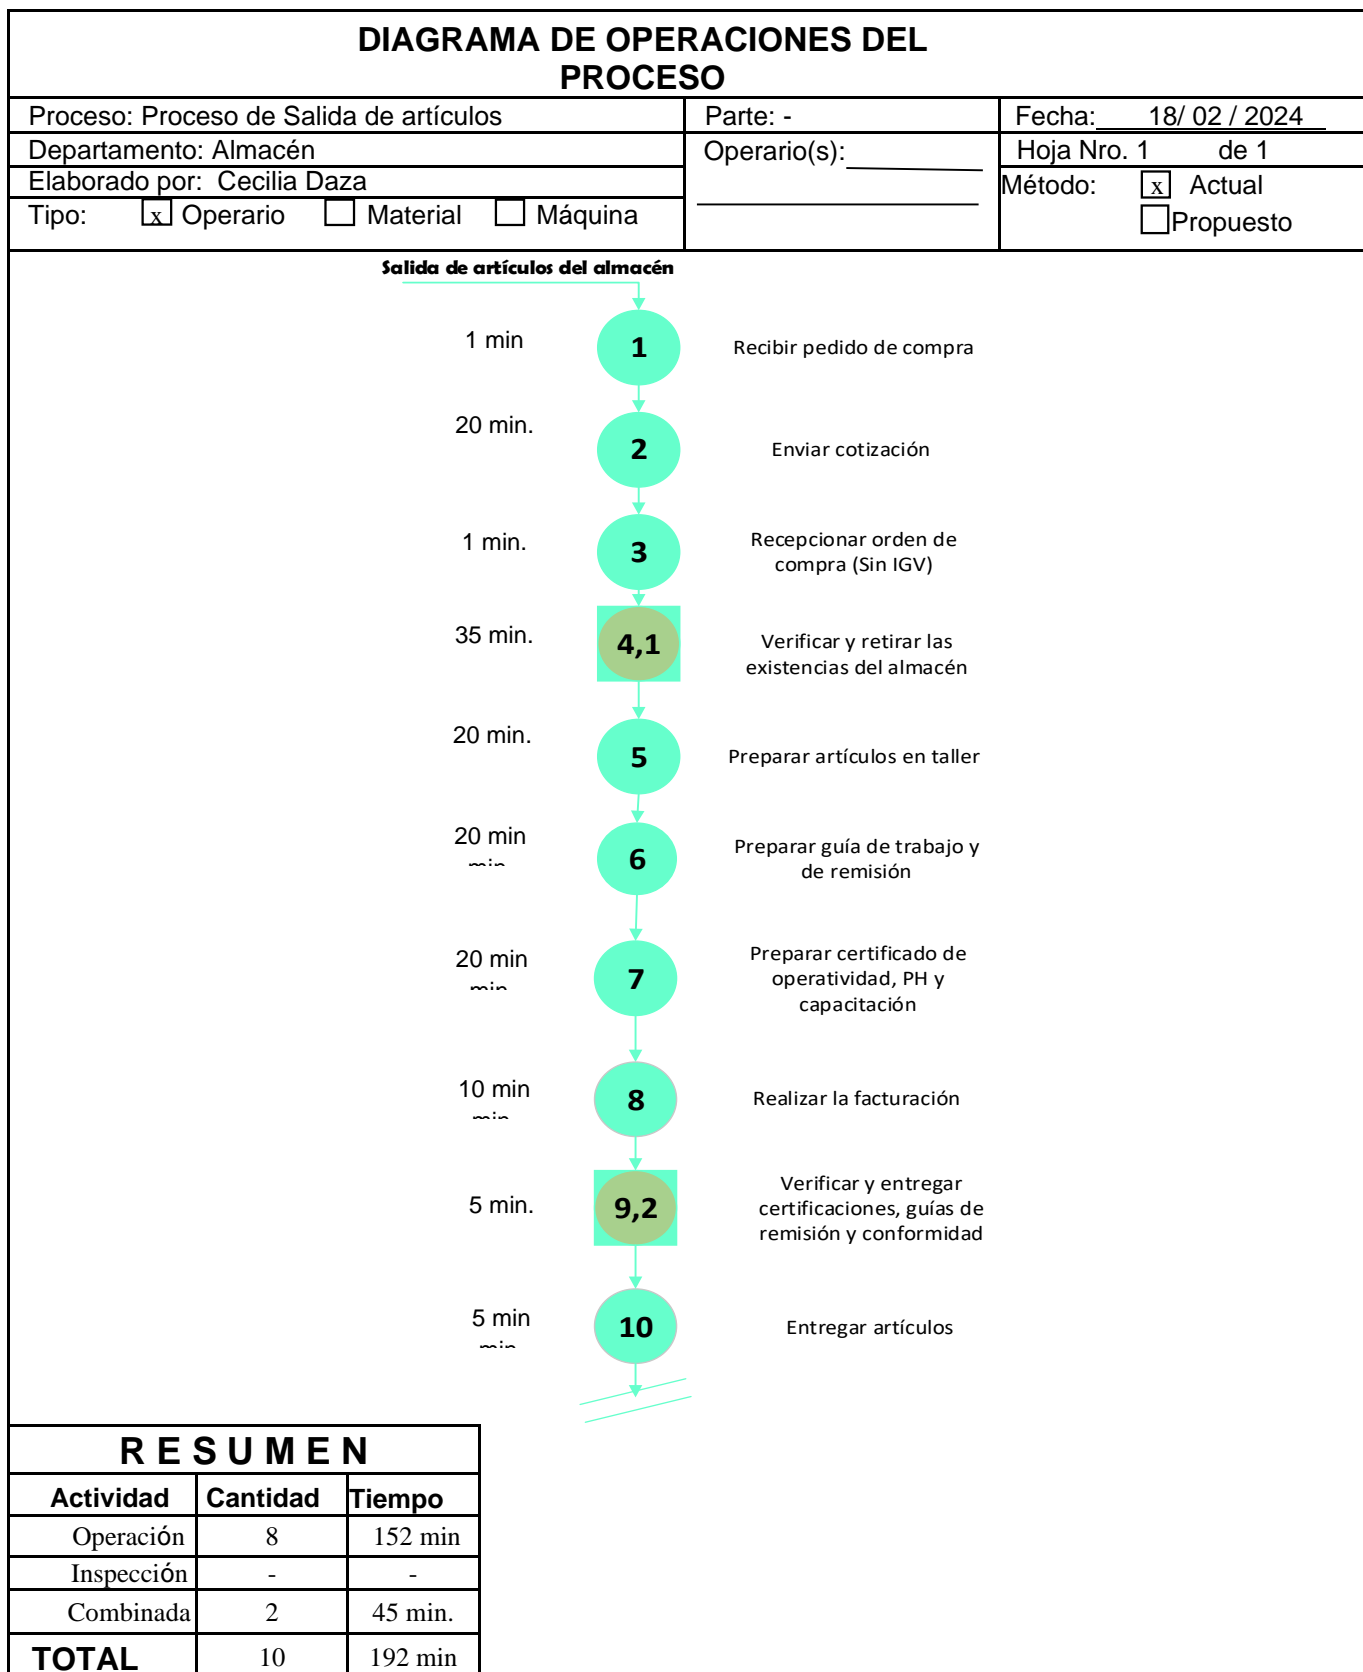 DIAGRAMA DE OPERACIONES DEL
PROCESO
Proceso: Proceso de Salida de artículos
Parte: -
Fecha: 18/ 02 / 2024
Departamento: Almacén
Operario(s):
Hoja Nro. 1 de 1
Elaborado por: Cecilia Daza
Método: x Actual
Tipo: x Operario Material Máquina
Propuesto
Salida de artículos del almacén
1 min
1
Recibir pedido de compra
20 min.
2
Enviar cotización
1 min.
3
Recepcionar orden de
compra (Sin IGV)
35 min.
4,1
Verificar y retirar las
existencias del almacén
20 min.
5
Preparar artículos en taller
20 min
min
6
Preparar guía de trabajo y
de remisión
20 min
min
7
Preparar certificado de
operatividad, PH y
capacitación
10 min
min
8
Realizar la facturación
5 min.
9,2
Verificar y entregar
certificaciones, guías de
remisión y conformidad
5 min
min
10
Entregar artículos
R E S U M E N
Actividad Cantidad Tiempo
Operación 8 152 min
Inspección - -
Combinada 2 45 min.
TOTAL 10 192 min